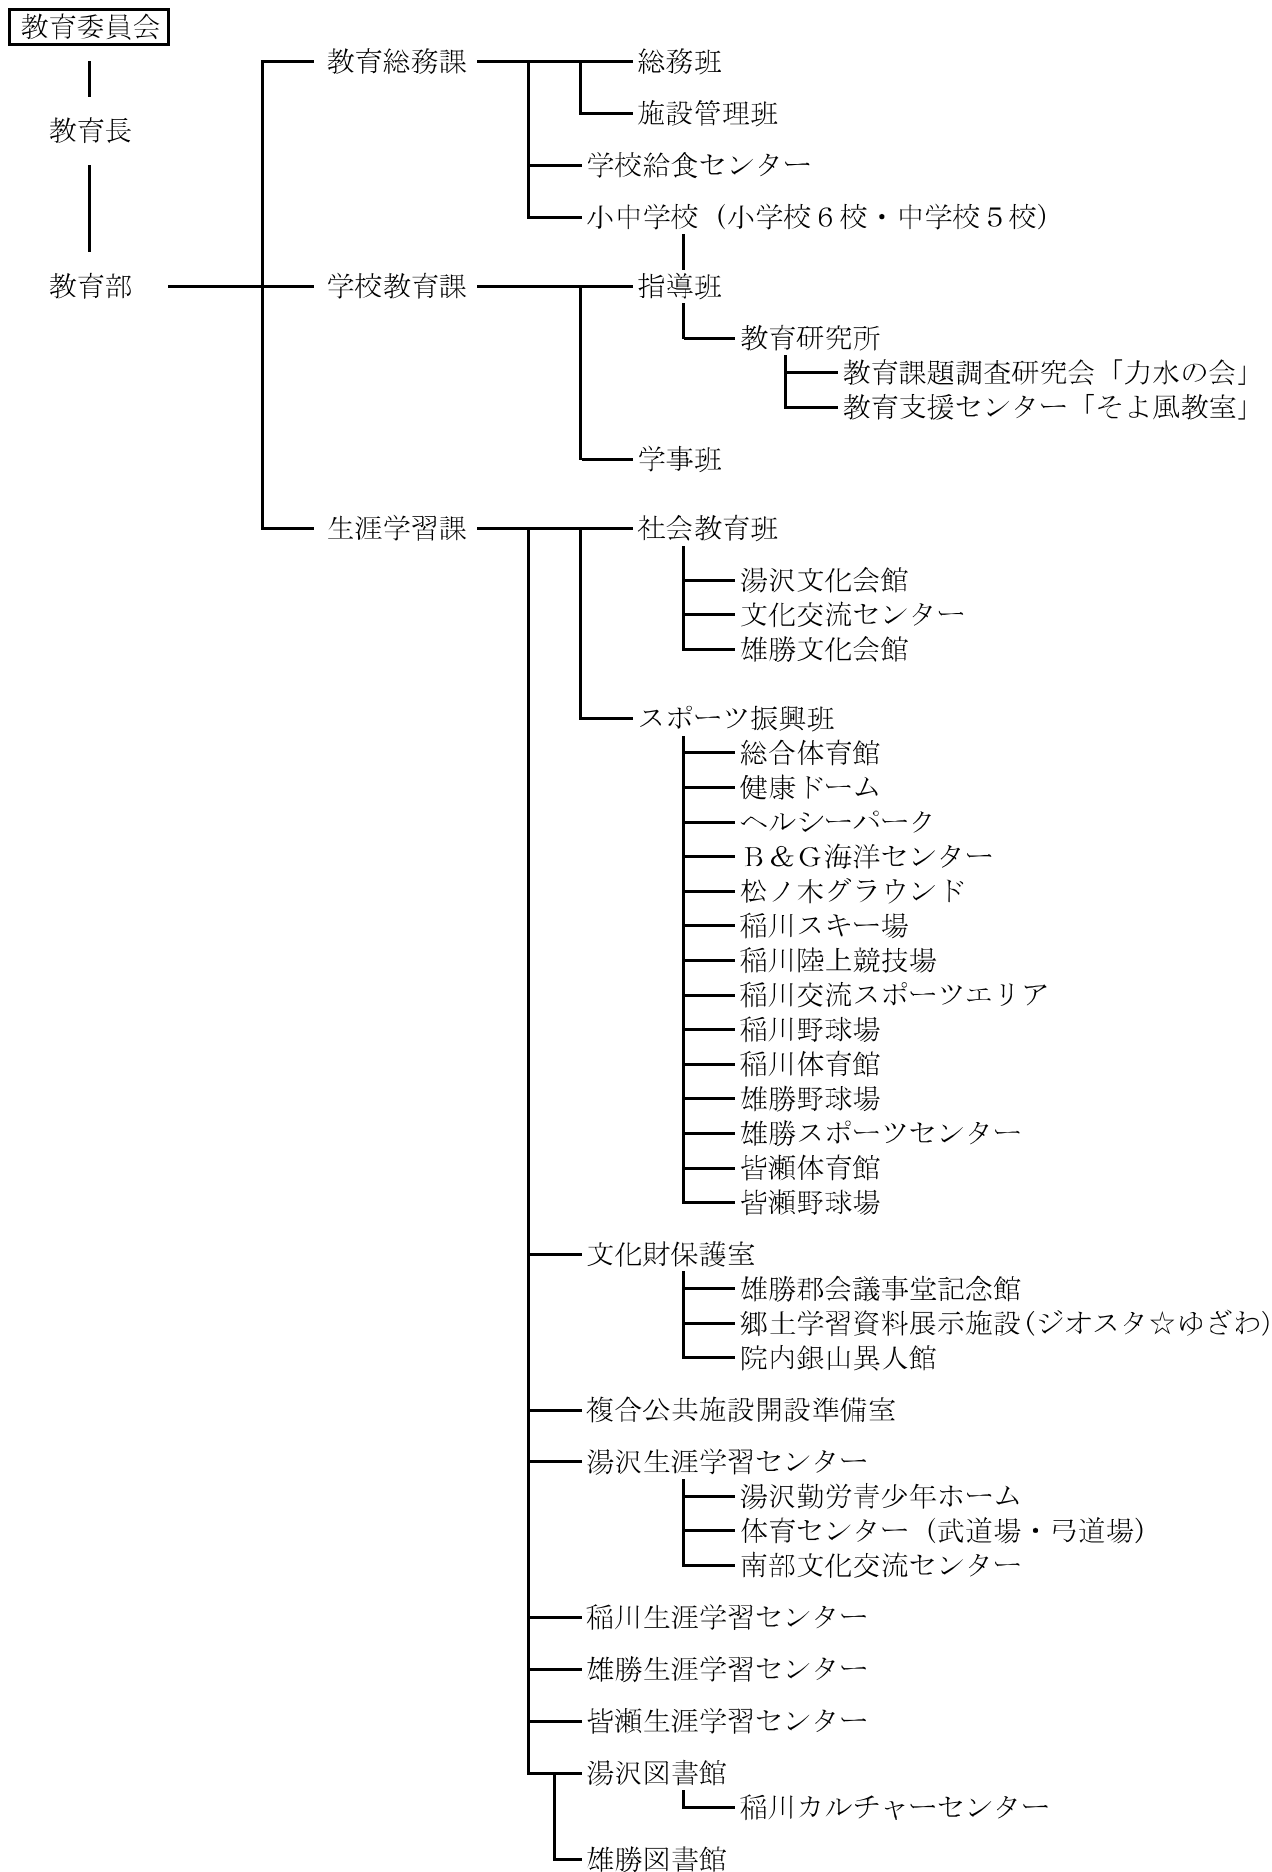 教育委員会
教育総務課 総務班
施設管理班
教育長
学校給食センター
小中学校（小学校６校・中学校５校）
教育部 学校教育課 指導班
教育研究所
教育課題調査研究会「力水の会」
教育支援センター「そよ風教室」
学事班
生涯学習課 社会教育班
湯沢文化会館
文化交流センター
雄勝文化会館
スポーツ振興班
総合体育館
健康ドーム
ヘルシーパーク
Ｂ＆Ｇ海洋センター
松ノ木グラウンド
稲川スキー場
稲川陸上競技場
稲川交流スポーツエリア
稲川野球場
稲川体育館
雄勝野球場
雄勝スポーツセンター
皆瀬体育館
皆瀬野球場
文化財保護室
雄勝郡会議事堂記念館
郷土学習資料展示施設(ジオスタ☆ゆざわ)
院内銀山異人館
複合公共施設開設準備室
湯沢生涯学習センター
湯沢勤労青少年ホーム
体育センター（武道場・弓道場）
南部文化交流センター
稲川生涯学習センター
雄勝生涯学習センター
皆瀬生涯学習センター
湯沢図書館
稲川カルチャーセンター
雄勝図書館